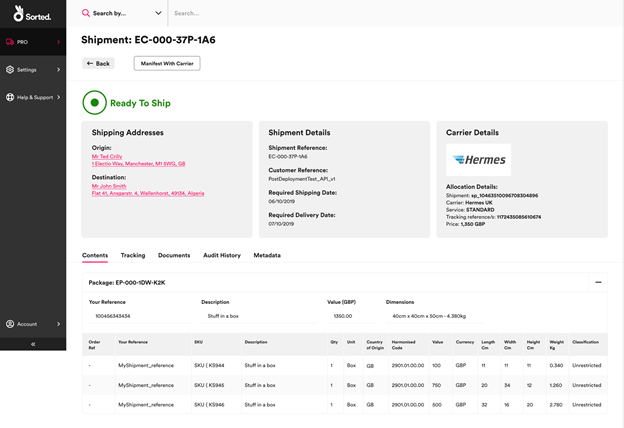 Sorted.
Search by...
Search...
PRO
Settings
Help & Support
Account
Shipment: EC-000-37P-1A6
Back
Manifest With Carrier
Ready To Ship
Shipping Addresses
Origin:
Mr Ted Crilly
1 Electio Way, Manchester, M1 5WG, GB
Destination:
Mr John Smith
Flat 41, Ansgarstr. 4, Wallenhorst, 49134, Algeria
Shipment Details
Shipment Reference:
EC-000-37P-1A6
Customer Reference:
PostDeploymentTest_API_v1
Required Shipping Date:
06/10/2019
Required Delivery Date:
07/10/2019
Carrier Details
Hermes
Allocation Details:
Shipment: sp_10463510096708304896
Carrier: Hermes UK
Service: STANDARD
Tracking reference/s: 1172435085610674
Price: 1,350 GBP
Contents Tracking Documents Audit History Metadata
Package: EP-000-1DW-K2K
Your Reference Description Value (GBP) Dimensions
100456343434 Stuff in a box 1350.00 40cm x 40cm x 50cm - 4.380kg
Order Ref Your Reference SKU Description Qty Unit Country of Origin Harmonised Code Value Currency Length Cm Width Cm Height Cm Weight Kg Classification
- MyShipment_reference SKU ( KS944 Stuff in a box 1 Box GB 2901.01.00.00 100 GBP 11 11 11 0.340 Unrestricted
- MyShipment_reference SKU ( KS945 Stuff in a box 1 Box GB 2901.01.00.00 750 GBP 20 34 12 1.260 Unrestricted
- MyShipment_reference SKU ( KS946 Stuff in a box 1 Box GB 2901.01.00.00 500 GBP 32 16 20 2.780 Unrestricted